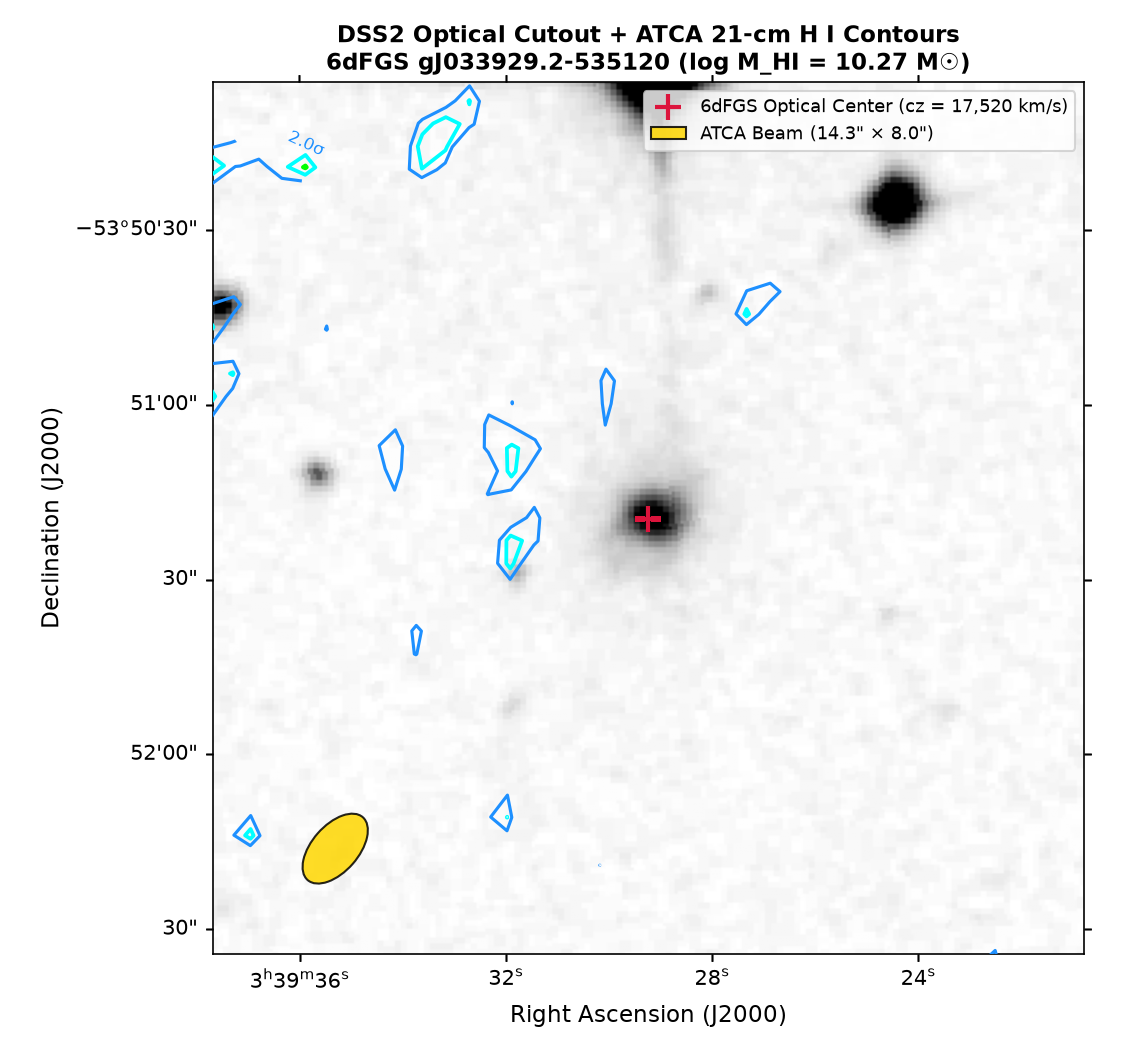 DSS2 Optical Cutout + ATCA 21-cm H I Contours
6dFGS gJ033929.2-535120 (log M_HI = 10.27 M☉)
6dFGS Optical Center (cz = 17,520 km/s)
ATCA Beam (14.3" × 8.0")
2.0σ
−53°50'30"
51'00"
30"
52'00"
30"
Declination (J2000)
3ʰ39ᵐ36ˢ
32ˢ
28ˢ
24ˢ
Right Ascension (J2000)